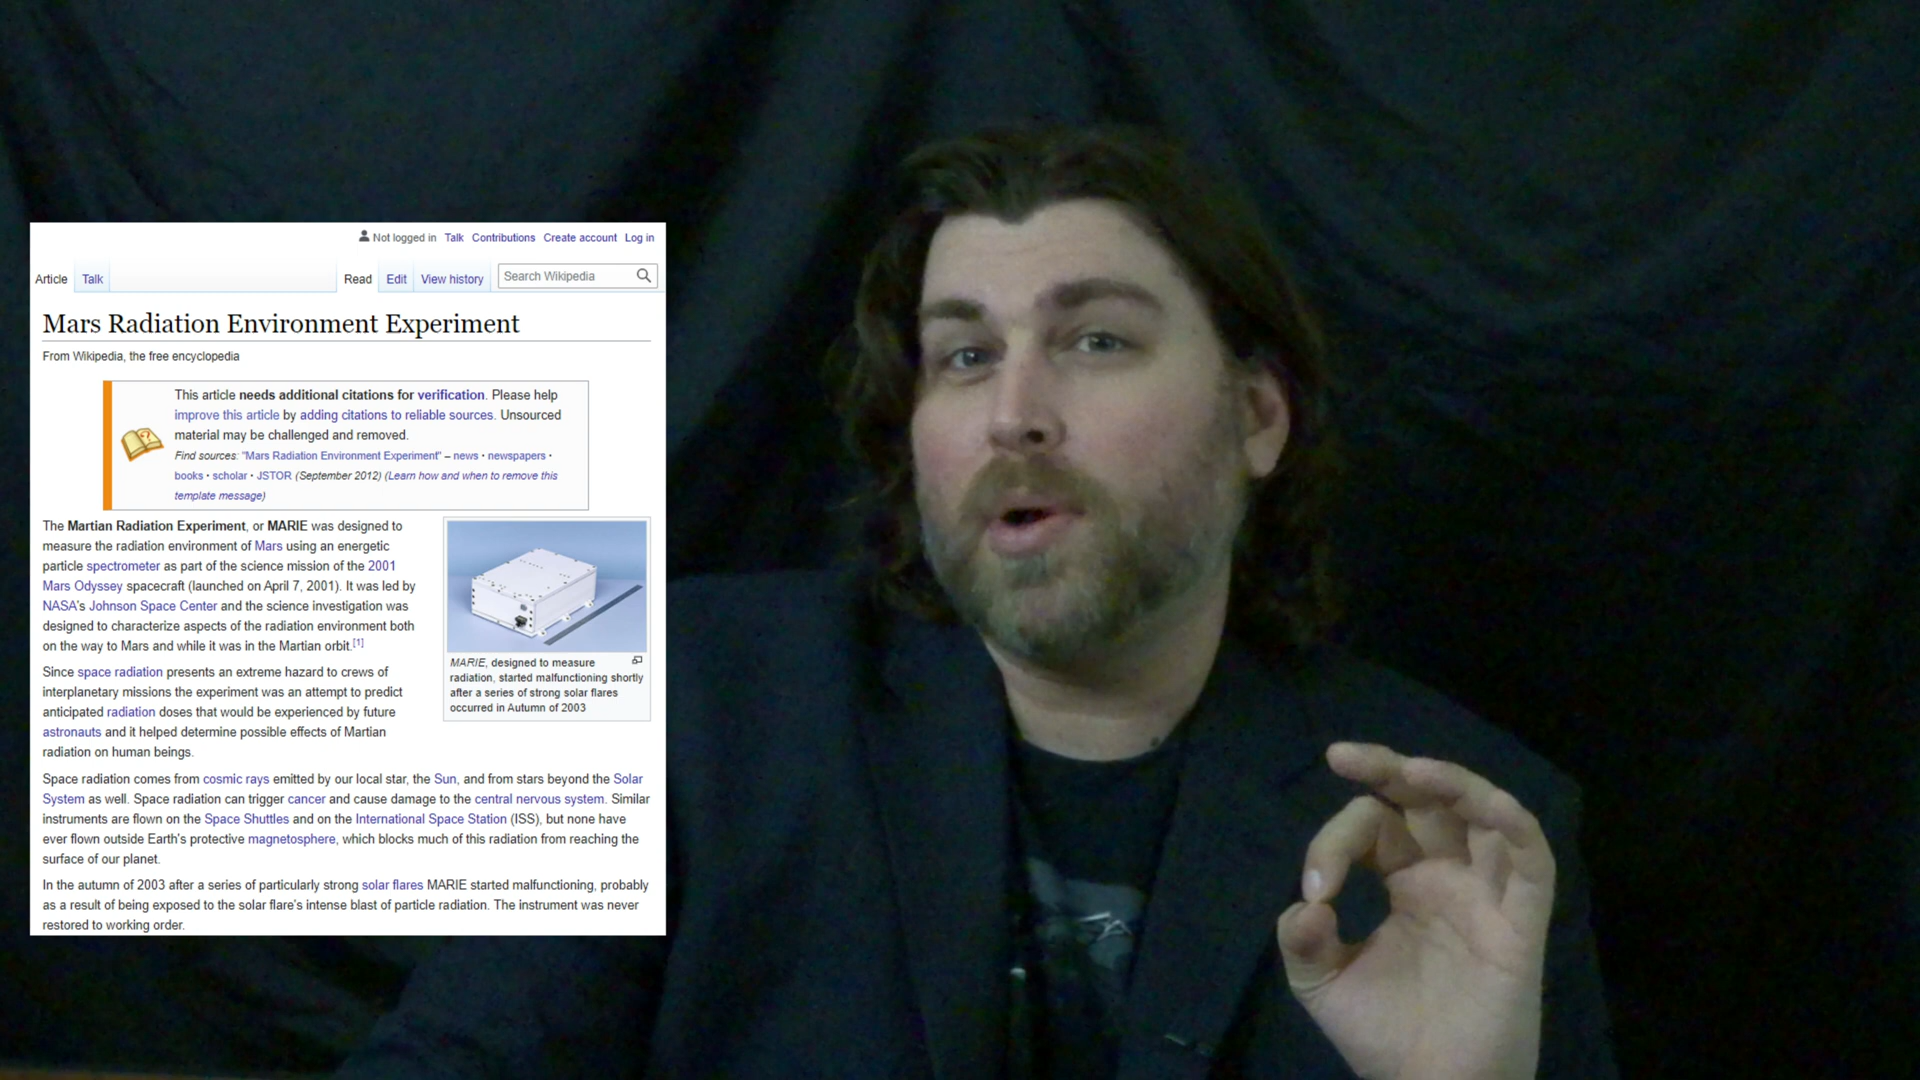 Not logged in Talk Contributions Create account Log in
Article Talk Read Edit View history Search Wikipedia
Mars Radiation Environment Experiment
From Wikipedia, the free encyclopedia
This article needs additional citations for verification. Please help
improve this article by adding citations to reliable sources. Unsourced
material may be challenged and removed.
Find sources: "Mars Radiation Environment Experiment" – news · newspapers ·
books · scholar · JSTOR (September 2012) (Learn how and when to remove this
template message)
The Martian Radiation Experiment, or MARIE was designed to
measure the radiation environment of Mars using an energetic
particle spectrometer as part of the science mission of the 2001
Mars Odyssey spacecraft (launched on April 7, 2001). It was led by
NASA's Johnson Space Center and the science investigation was
designed to characterize aspects of the radiation environment both
on the way to Mars and while it was in the Martian orbit.[1]
Since space radiation presents an extreme hazard to crews of
interplanetary missions the experiment was an attempt to predict
anticipated radiation doses that would be experienced by future
astronauts and it helped determine possible effects of Martian
radiation on human beings.
MARIE, designed to measure
radiation, started malfunctioning shortly
after a series of strong solar flares
occurred in Autumn of 2003
Space radiation comes from cosmic rays emitted by our local star, the Sun, and from stars beyond the Solar
System as well. Space radiation can trigger cancer and cause damage to the central nervous system. Similar
instruments are flown on the Space Shuttles and on the International Space Station (ISS), but none have
ever flown outside Earth's protective magnetosphere, which blocks much of this radiation from reaching the
surface of our planet.
In the autumn of 2003 after a series of particularly strong solar flares MARIE started malfunctioning, probably
as a result of being exposed to the solar flare's intense blast of particle radiation. The instrument was never
restored to working order.